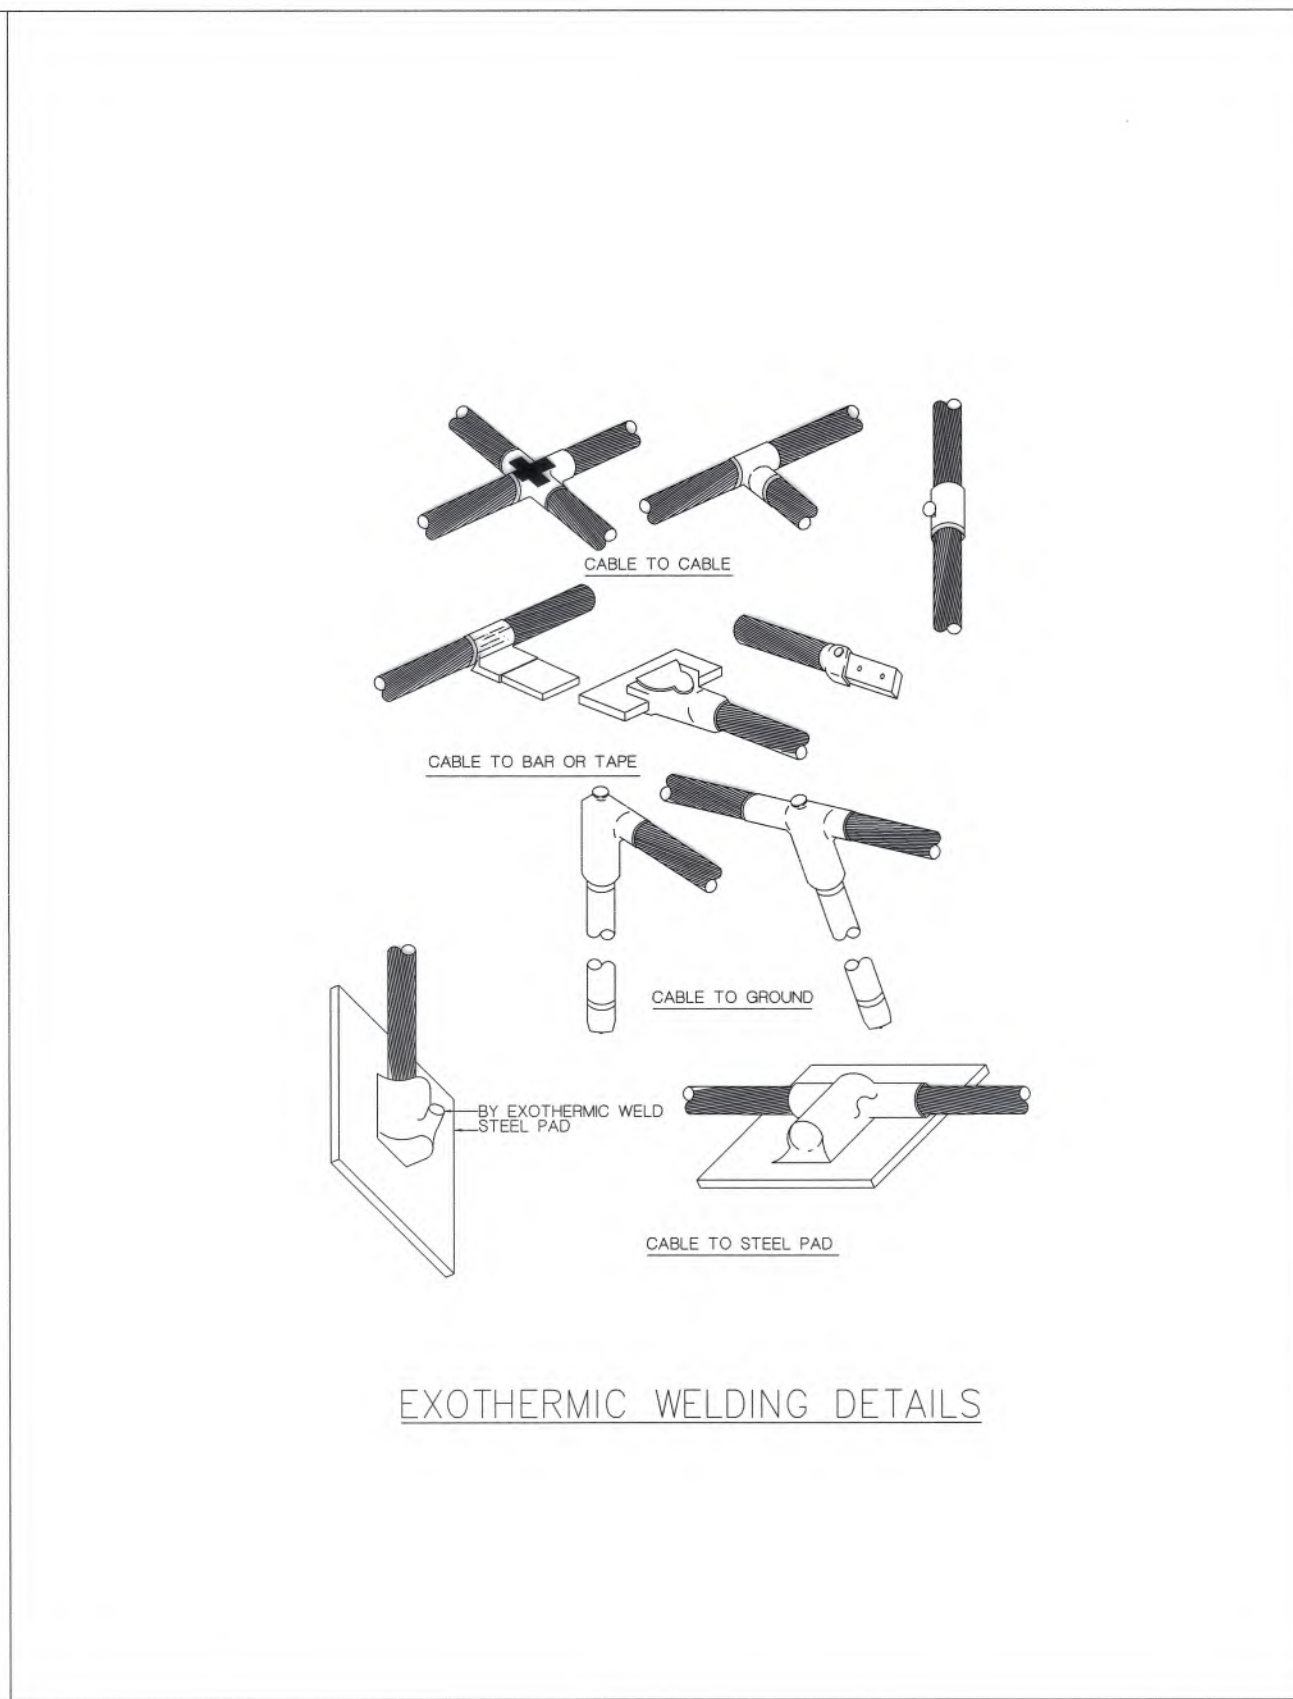 CABLE TO CABLE
CABLE TO BAR OR TAPE
CABLE TO GROUND
BY EXOTHERMIC WELD
STEEL PAD
CABLE TO STEEL PAD
EXOTHERMIC WELDING DETAILS